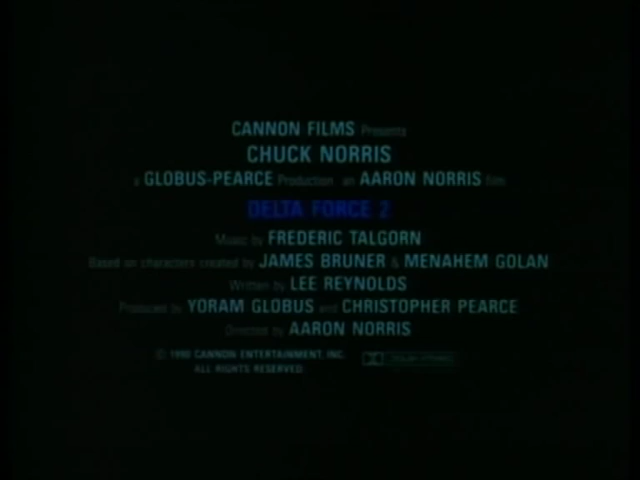 CANNON FILMS Presents
CHUCK NORRIS
a GLOBUS-PEARCE Production an AARON NORRIS film
DELTA FORCE 2
Music by FREDERIC TALGORN
Based on characters created by JAMES BRUNER & MENAHEM GOLAN
Written by LEE REYNOLDS
Produced by YORAM GLOBUS and CHRISTOPHER PEARCE
Directed by AARON NORRIS
© 1990 CANNON ENTERTAINMENT, INC.
ALL RIGHTS RESERVED